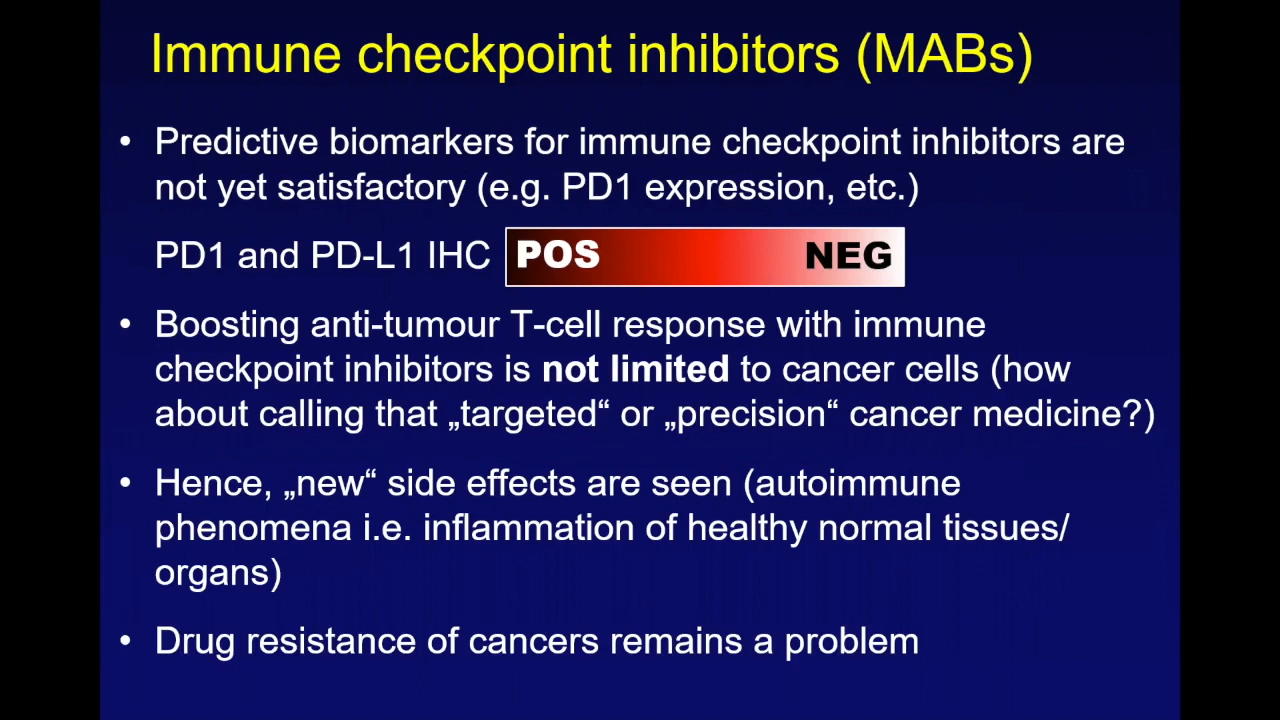 Immune checkpoint inhibitors (MABs)
• Predictive biomarkers for immune checkpoint inhibitors are
not yet satisfactory (e.g. PD1 expression, etc.)
PD1 and PD-L1 IHC POS NEG
• Boosting anti-tumour T-cell response with immune
checkpoint inhibitors is not limited to cancer cells (how
about calling that „targeted“ or „precision“ cancer medicine?)
• Hence, „new“ side effects are seen (autoimmune
phenomena i.e. inflammation of healthy normal tissues/
organs)
• Drug resistance of cancers remains a problem